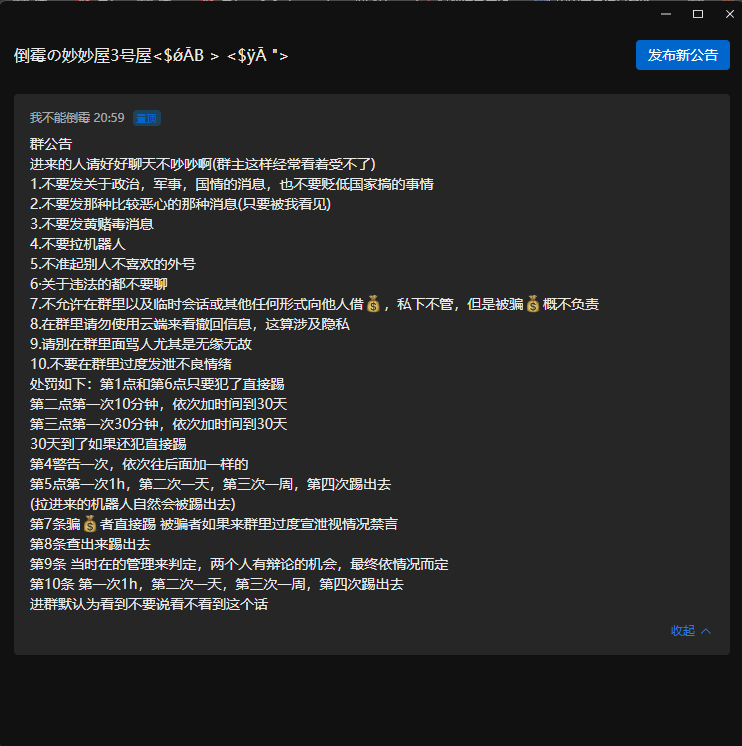 倒霉の妙妙屋3号屋<$ǿĀB > <$ÿĀ ">
发布新公告
我不能倒霉 20:59 置顶
群公告
进来的人请好好聊天不吵吵啊(群主这样经常看着受不了)
1.不要发关于政治，军事，国情的消息，也不要贬低国家搞的事情
2.不要发那种比较恶心的那种消息(只要被我看见)
3.不要发黄赌毒消息
4.不要拉机器人
5.不准起别人不喜欢的外号
6·关于违法的都不要聊
7.不允许在群里以及临时会话或其他任何形式向他人借💰，私下不管，但是被骗💰概不负责
8.在群里请勿使用云端来看撤回信息，这算涉及隐私
9.请别在群里面骂人尤其是无缘无故
10.不要在群里过度发泄不良情绪
处罚如下：第1点和第6点只要犯了直接踢
第二点第一次10分钟，依次加时间到30天
第三点第一次30分钟，依次加时间到30天
30天到了如果还犯直接踢
第4警告一次，依次往后面加一样的
第5点第一次1h，第二次一天，第三次一周，第四次踢出去
(拉进来的机器人自然会被踢出去)
第7条骗💰者直接踢 被骗者如果来群里过度宣泄视情况禁言
第8条查出来踢出去
第9条 当时在的管理来判定，两个人有辩论的机会，最终依情况而定
第10条 第一次1h，第二次一天，第三次一周，第四次踢出去
进群默认为看到不要说看不看到这个话
收起